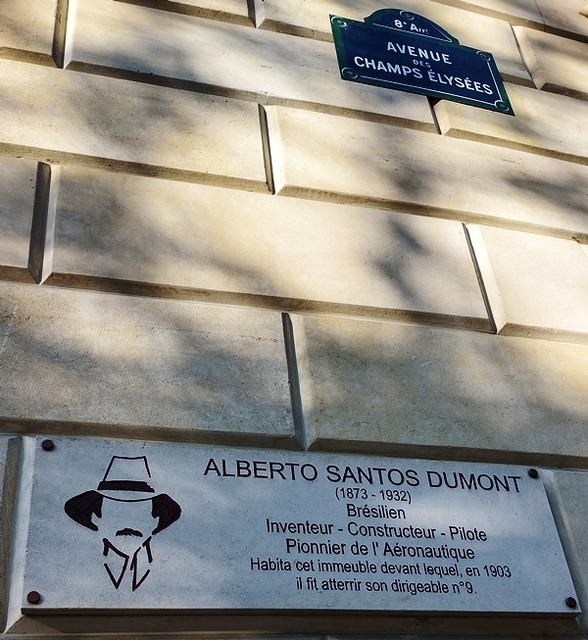 8e Arrt
AVENUE
DES
CHAMPS ÉLYSÉES
ALBERTO SANTOS DUMONT
(1873 - 1932)
Brésilien
Inventeur - Constructeur - Pilote
Pionnier de l' Aéronautique
Habita cet immeuble devant lequel, en 1903
il fit atterrir son dirigeable n°9.